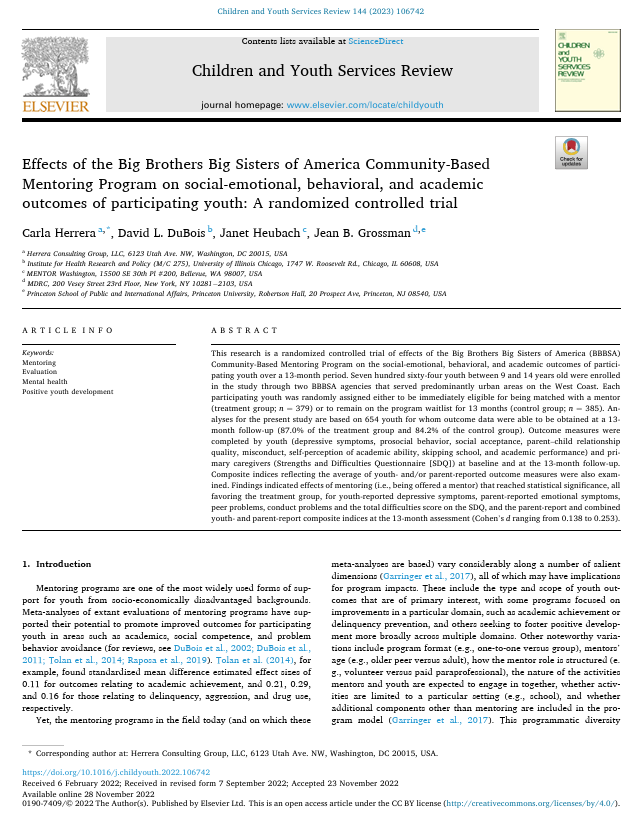 Children and Youth Services Review 144 (2023) 106742
Contents lists available at ScienceDirect
Children and Youth Services Review
journal homepage: www.elsevier.com/locate/childyouth
ELSEVIER
CHILDREN
and
YOUTH
SERVICES
REVIEW
Check for
updates
Effects of the Big Brothers Big Sisters of America Community-Based
Mentoring Program on social-emotional, behavioral, and academic
outcomes of participating youth: A randomized controlled trial
Carla Herrera a,*, David L. DuBois b, Janet Heubach c, Jean B. Grossman d,e
a Herrera Consulting Group, LLC, 6123 Utah Ave. NW, Washington, DC 20015, USA
b Institute for Health Research and Policy (M/C 275), University of Illinois Chicago, 1747 W. Roosevelt Rd., Chicago, IL 60608, USA
c MENTOR Washington, 15500 SE 30th Pl #200, Bellevue, WA 98007, USA
d MDRC, 200 Vesey Street 23rd Floor, New York, NY 10281–2103, USA
e Princeton School of Public and International Affairs, Princeton University, Robertson Hall, 20 Prospect Ave, Princeton, NJ 08540, USA
ARTICLE INFO
Keywords:
Mentoring
Evaluation
Mental health
Positive youth development
ABSTRACT
This research is a randomized controlled trial of effects of the Big Brothers Big Sisters of America (BBBSA)
Community-Based Mentoring Program on the social-emotional, behavioral, and academic outcomes of partici-
pating youth over a 13-month period. Seven hundred sixty-four youth between 9 and 14 years old were enrolled
in the study through two BBBSA agencies that served predominantly urban areas on the West Coast. Each
participating youth was randomly assigned either to be immediately eligible for being matched with a mentor
(treatment group; n = 379) or to remain on the program waitlist for 13 months (control group; n = 385). An-
alyses for the present study are based on 654 youth for whom outcome data were able to be obtained at a 13-
month follow-up (87.0% of the treatment group and 84.2% of the control group). Outcome measures were
completed by youth (depressive symptoms, prosocial behavior, social acceptance, parent–child relationship
quality, misconduct, self-perception of academic ability, skipping school, and academic performance) and pri-
mary caregivers (Strengths and Difficulties Questionnaire [SDQ]) at baseline and at the 13-month follow-up.
Composite indices reflecting the average of youth- and/or parent-reported outcome measures were also exam-
ined. Findings indicated effects of mentoring (i.e., being offered a mentor) that reached statistical significance, all
favoring the treatment group, for youth-reported depressive symptoms, parent-reported emotional symptoms,
peer problems, conduct problems and the total difficulties score on the SDQ, and the parent-report and combined
youth- and parent-report composite indices at the 13-month assessment (Cohen's d ranging from 0.138 to 0.253).
1. Introduction
Mentoring programs are one of the most widely used forms of sup-
port for youth from socio-economically disadvantaged backgrounds.
Meta-analyses of extant evaluations of mentoring programs have sup-
ported their potential to promote improved outcomes for participating
youth in areas such as academics, social competence, and problem
behavior avoidance (for reviews, see DuBois et al., 2002; DuBois et al.,
2011; Tolan et al., 2014; Raposa et al., 2019). Tolan et al. (2014), for
example, found standardized mean difference estimated effect sizes of
0.11 for outcomes relating to academic achievement, and 0.21, 0.29,
and 0.16 for those relating to delinquency, aggression, and drug use,
respectively.
Yet, the mentoring programs in the field today (and on which these
meta-analyses are based) vary considerably along a number of salient
dimensions (Garringer et al., 2017), all of which may have implications
for program impacts. These include the type and scope of youth out-
comes that are of primary interest, with some programs focused on
improvements in a particular domain, such as academic achievement or
delinquency prevention, and others seeking to foster positive develop-
ment more broadly across multiple domains. Other noteworthy varia-
tions include program format (e.g., one-to-one versus group), mentors'
age (e.g., older peer versus adult), how the mentor role is structured (e.
g., volunteer versus paid paraprofessional), the nature of the activities
mentors and youth are expected to engage in together, whether activ-
ities are limited to a particular setting (e.g., school), and whether
additional components other than mentoring are included in the pro-
gram model (Garringer et al., 2017). This programmatic diversity
* Corresponding author at: Herrera Consulting Group, LLC, 6123 Utah Ave. NW, Washington, DC 20015, USA.
https://doi.org/10.1016/j.childyouth.2022.106742
Received 6 February 2022; Received in revised form 7 September 2022; Accepted 23 November 2022
Available online 28 November 2022
0190-7409/© 2022 The Author(s). Published by Elsevier Ltd. This is an open access article under the CC BY license (http://creativecommons.org/licenses/by/4.0/).